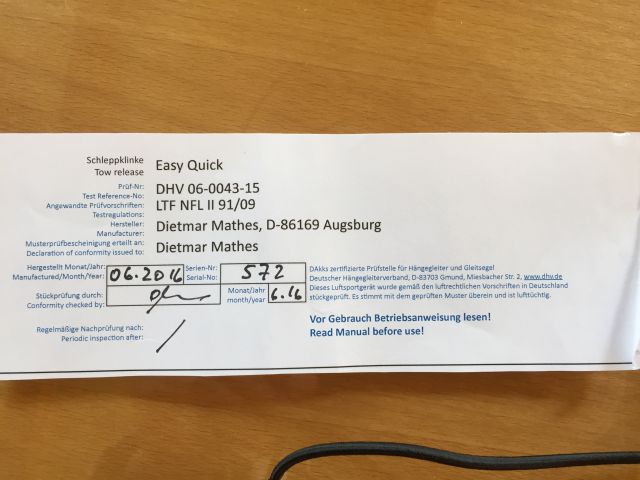 Schleppklinke
Tow release Easy Quick
Prüf-Nr:
Test Reference-No: DHV 06-0043-15
Angewandte Prüfvorschriften: LTF NFL II 91/09
Testregulations:
Hersteller: Dietmar Mathes, D-86169 Augsburg
Manufacturer:
Musterprüfbescheinigung erteilt an: Dietmar Mathes
Declaration of conformity issued to:
Hergestellt Monat/Jahr: 06.2016 Serien-Nr: 572
Manufactured/Month/Year: Serial-No:
Stückprüfung durch: Monat/Jahr 6.16
Conformity checked by: month/year
Regelmäßige Nachprüfung nach: /
Periodic inspection after:
DAkks zertifizierte Prüfstelle für Hängegleiter und Gleitsegel
Deutscher Hängegleiterverband, D-83703 Gmund, Miesbacher Str. 2, www.dhv.de
Dieses Luftsportgerät wurde gemäß den luftrechtlichen Vorschriften in Deutschland
stückgeprüft. Es stimmt mit dem geprüften Muster überein und ist lufttüchtig.
Vor Gebrauch Betriebsanweisung lesen!
Read Manual before use!